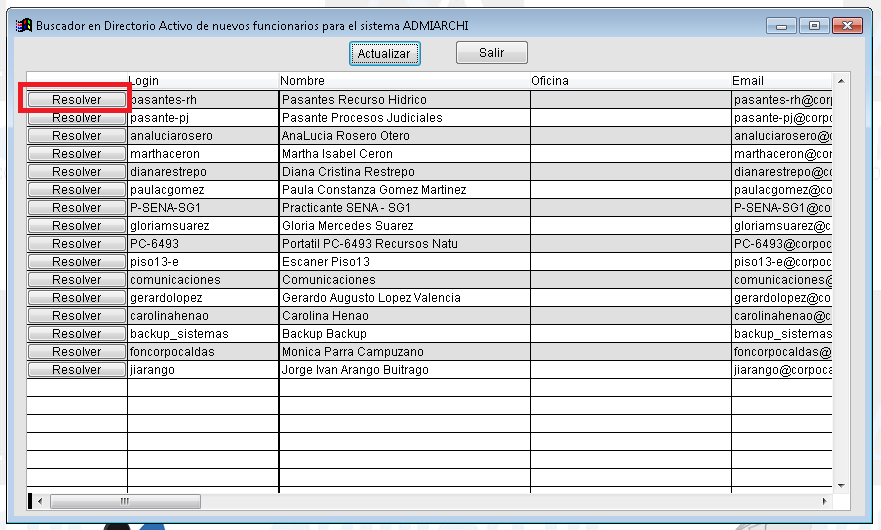 Buscador en Directorio Activo de nuevos funcionarios para el sistema ADMIARCHI
Actualizar Salir
Login Nombre Oficina Email
Resolver pasantes-rh Pasantes Recurso Hidrico pasantes-rh@corp
Resolver pasante-pj Pasante Procesos Judiciales pasante-pj@corpo
Resolver analuciarosero AnaLucia Rosero Otero analuciarosero@
Resolver marthaceron Martha Isabel Ceron marthaceron@cor
Resolver dianarestrepo Diana Cristina Restrepo dianarestrepo@co
Resolver paulacgomez Paula Constanza Gomez Martinez paulacgomez@co
Resolver P-SENA-SG1 Practicante SENA - SG1 P-SENA-SG1@co
Resolver gloriamsuarez Gloria Mercedes Suarez gloriamsuarez@c
Resolver PC-6493 Portatil PC-6493 Recursos Natu PC-6493@corpoc
Resolver piso13-e Escaner Piso13 piso13-e@corpoc
Resolver comunicaciones Comunicaciones comunicaciones@
Resolver gerardolopez Gerardo Augusto Lopez Valencia gerardolopez@co
Resolver carolinahenao Carolina Henao carolinahenao@c
Resolver backup_sistemas Backup Backup backup_sistemas
Resolver foncorpocaldas Monica Parra Campuzano foncorpocaldas@
Resolver jiarango Jorge Ivan Arango Buitrago jiarango@corpoca